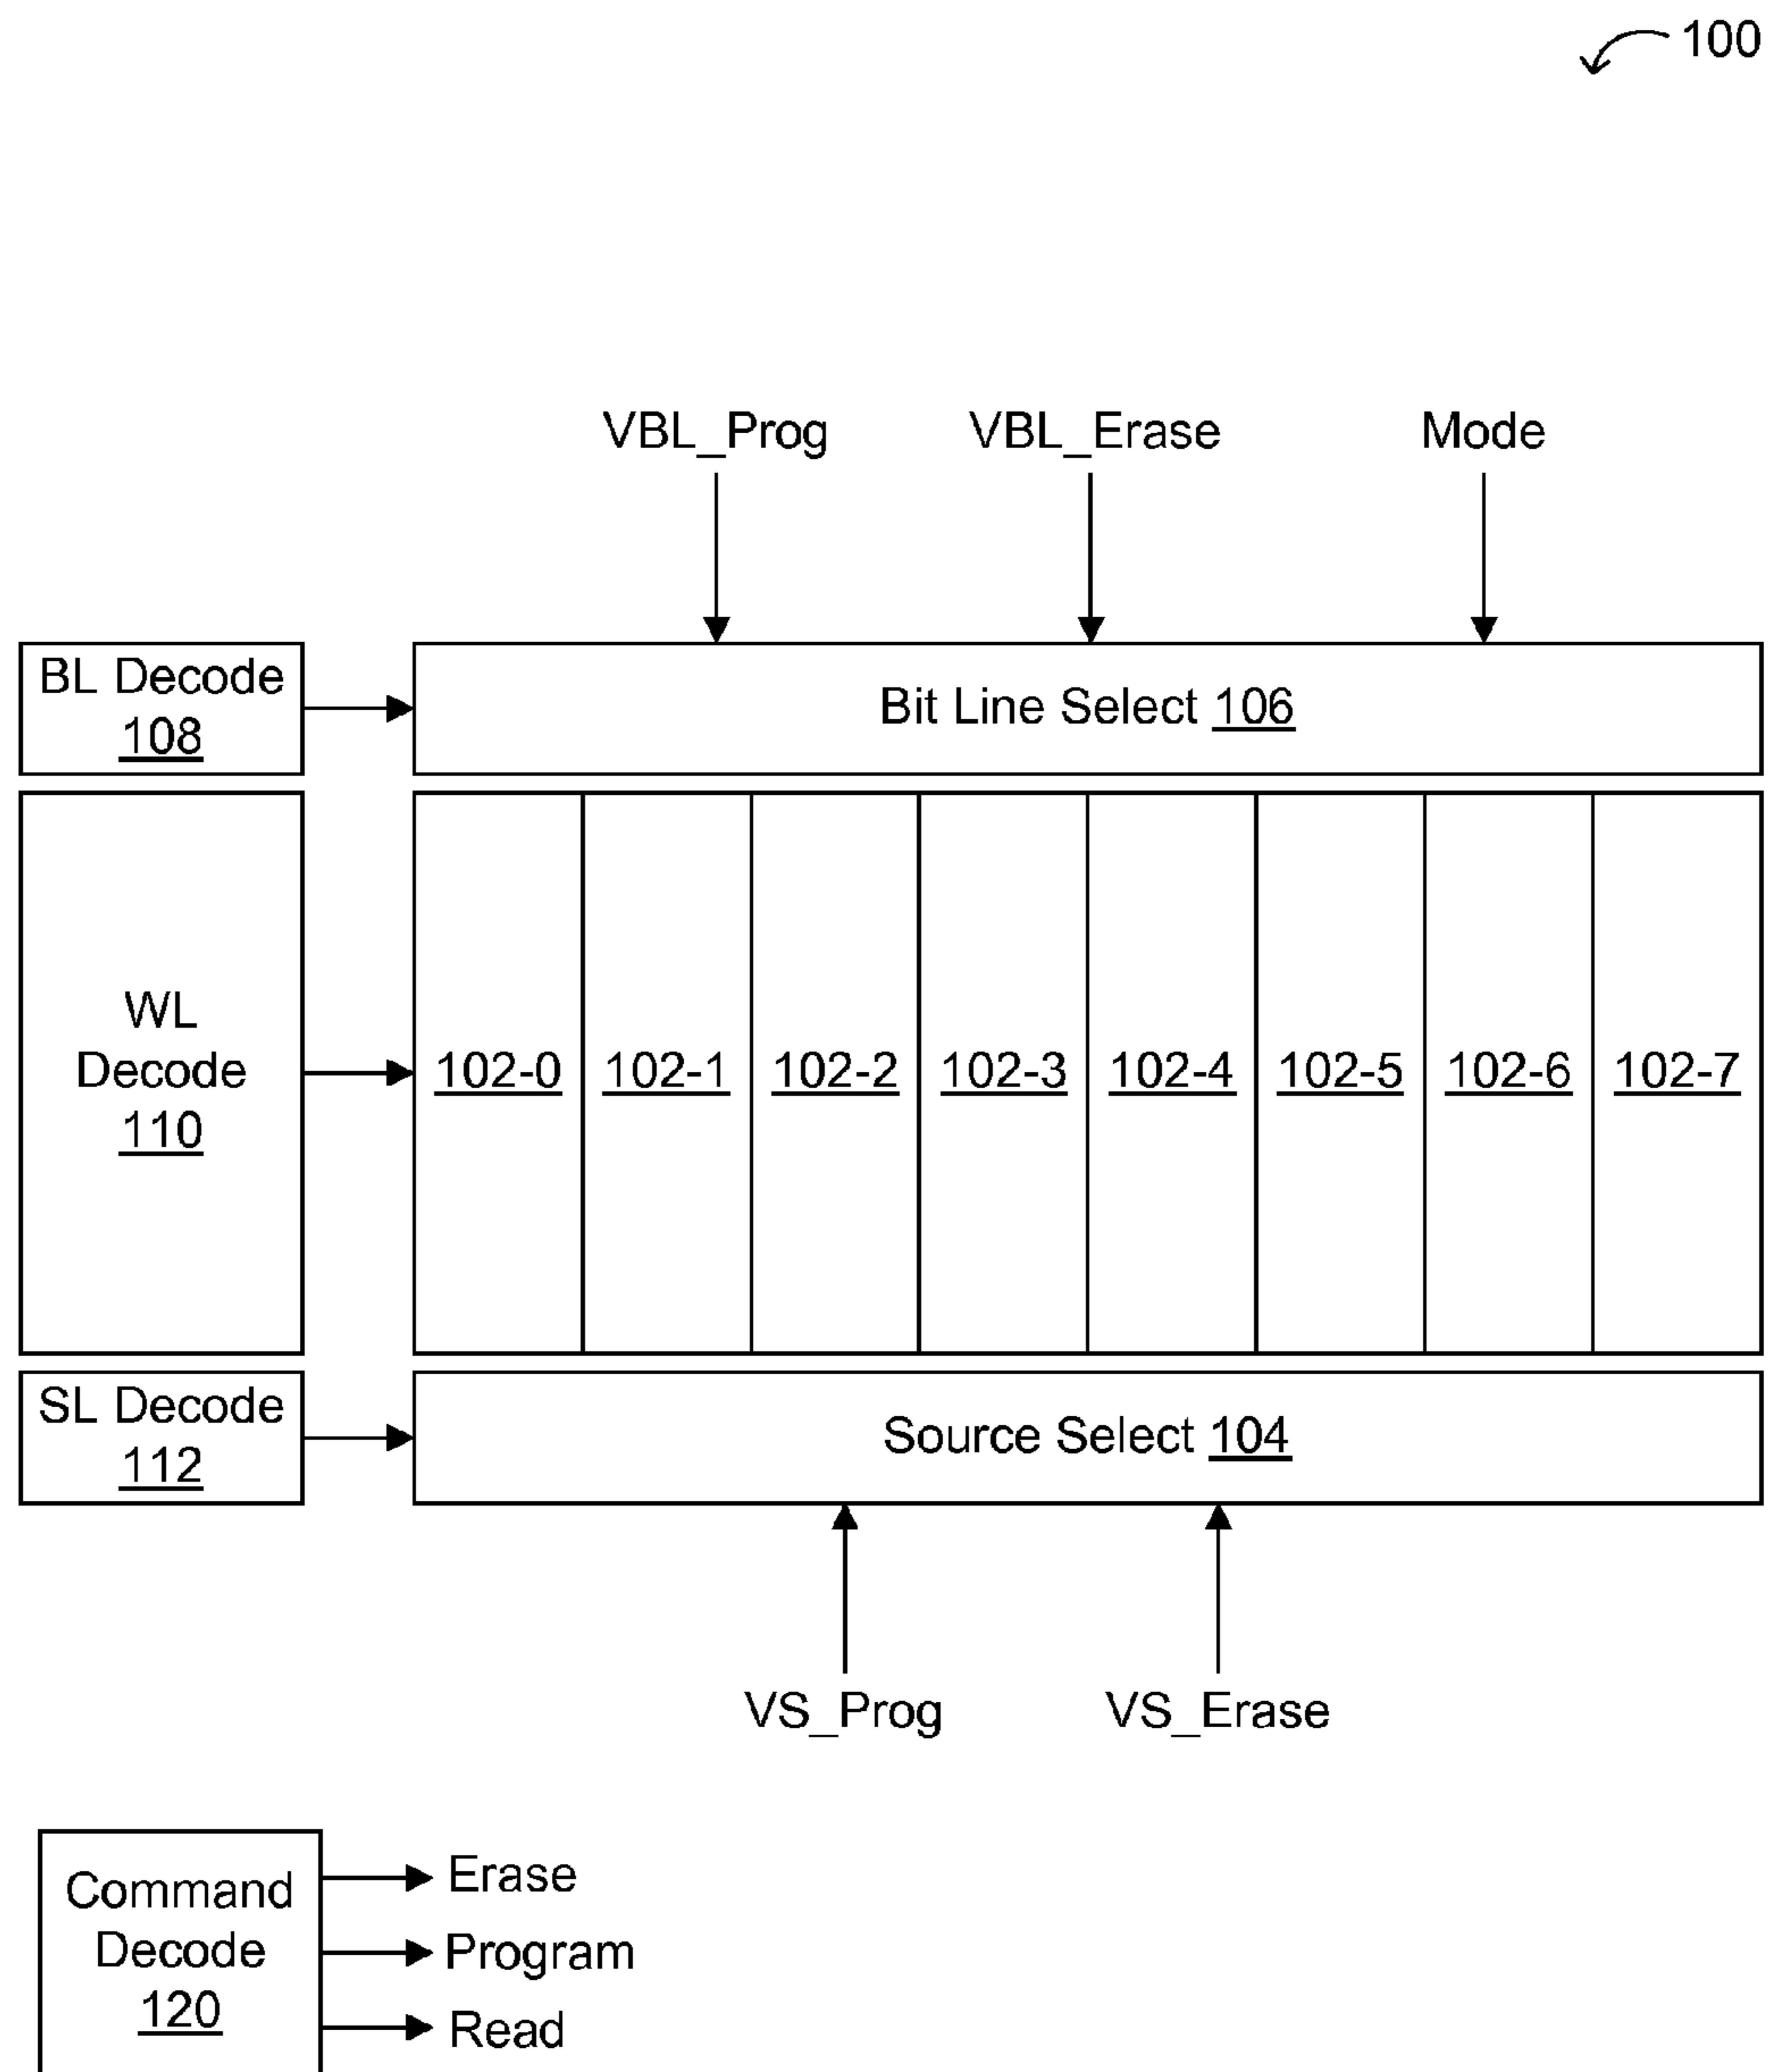 100
VBL_Prog VBL_Erase Mode
BL Decode
108
Bit Line Select 106
WL
Decode
110
102-0 102-1 102-2 102-3 102-4 102-5 102-6 102-7
SL Decode
112
Source Select 104
VS_Prog VS_Erase
Command
Decode
120
Erase
Program
Read